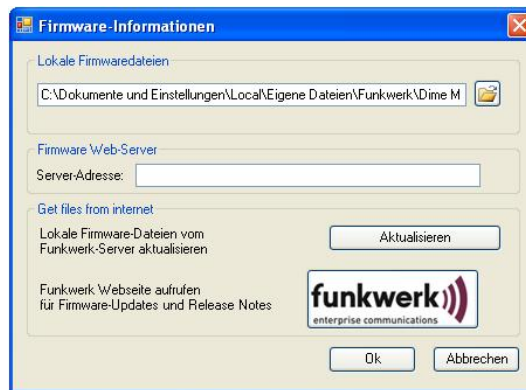 Firmware-Informationen
Lokale Firmwaredateien
C:\Dokumente und Einstellungen\Local\Eigene Dateien\Funkwerk\Dime M
Firmware Web-Server
Server-Adresse:
Get files from internet
Lokale Firmware-Dateien vom
Funkwerk-Server aktualisieren
Aktualisieren
Funkwerk Webseite aufrufen
für Firmware-Updates und Release Notes
funkwerk
enterprise communications
Ok
Abbrechen